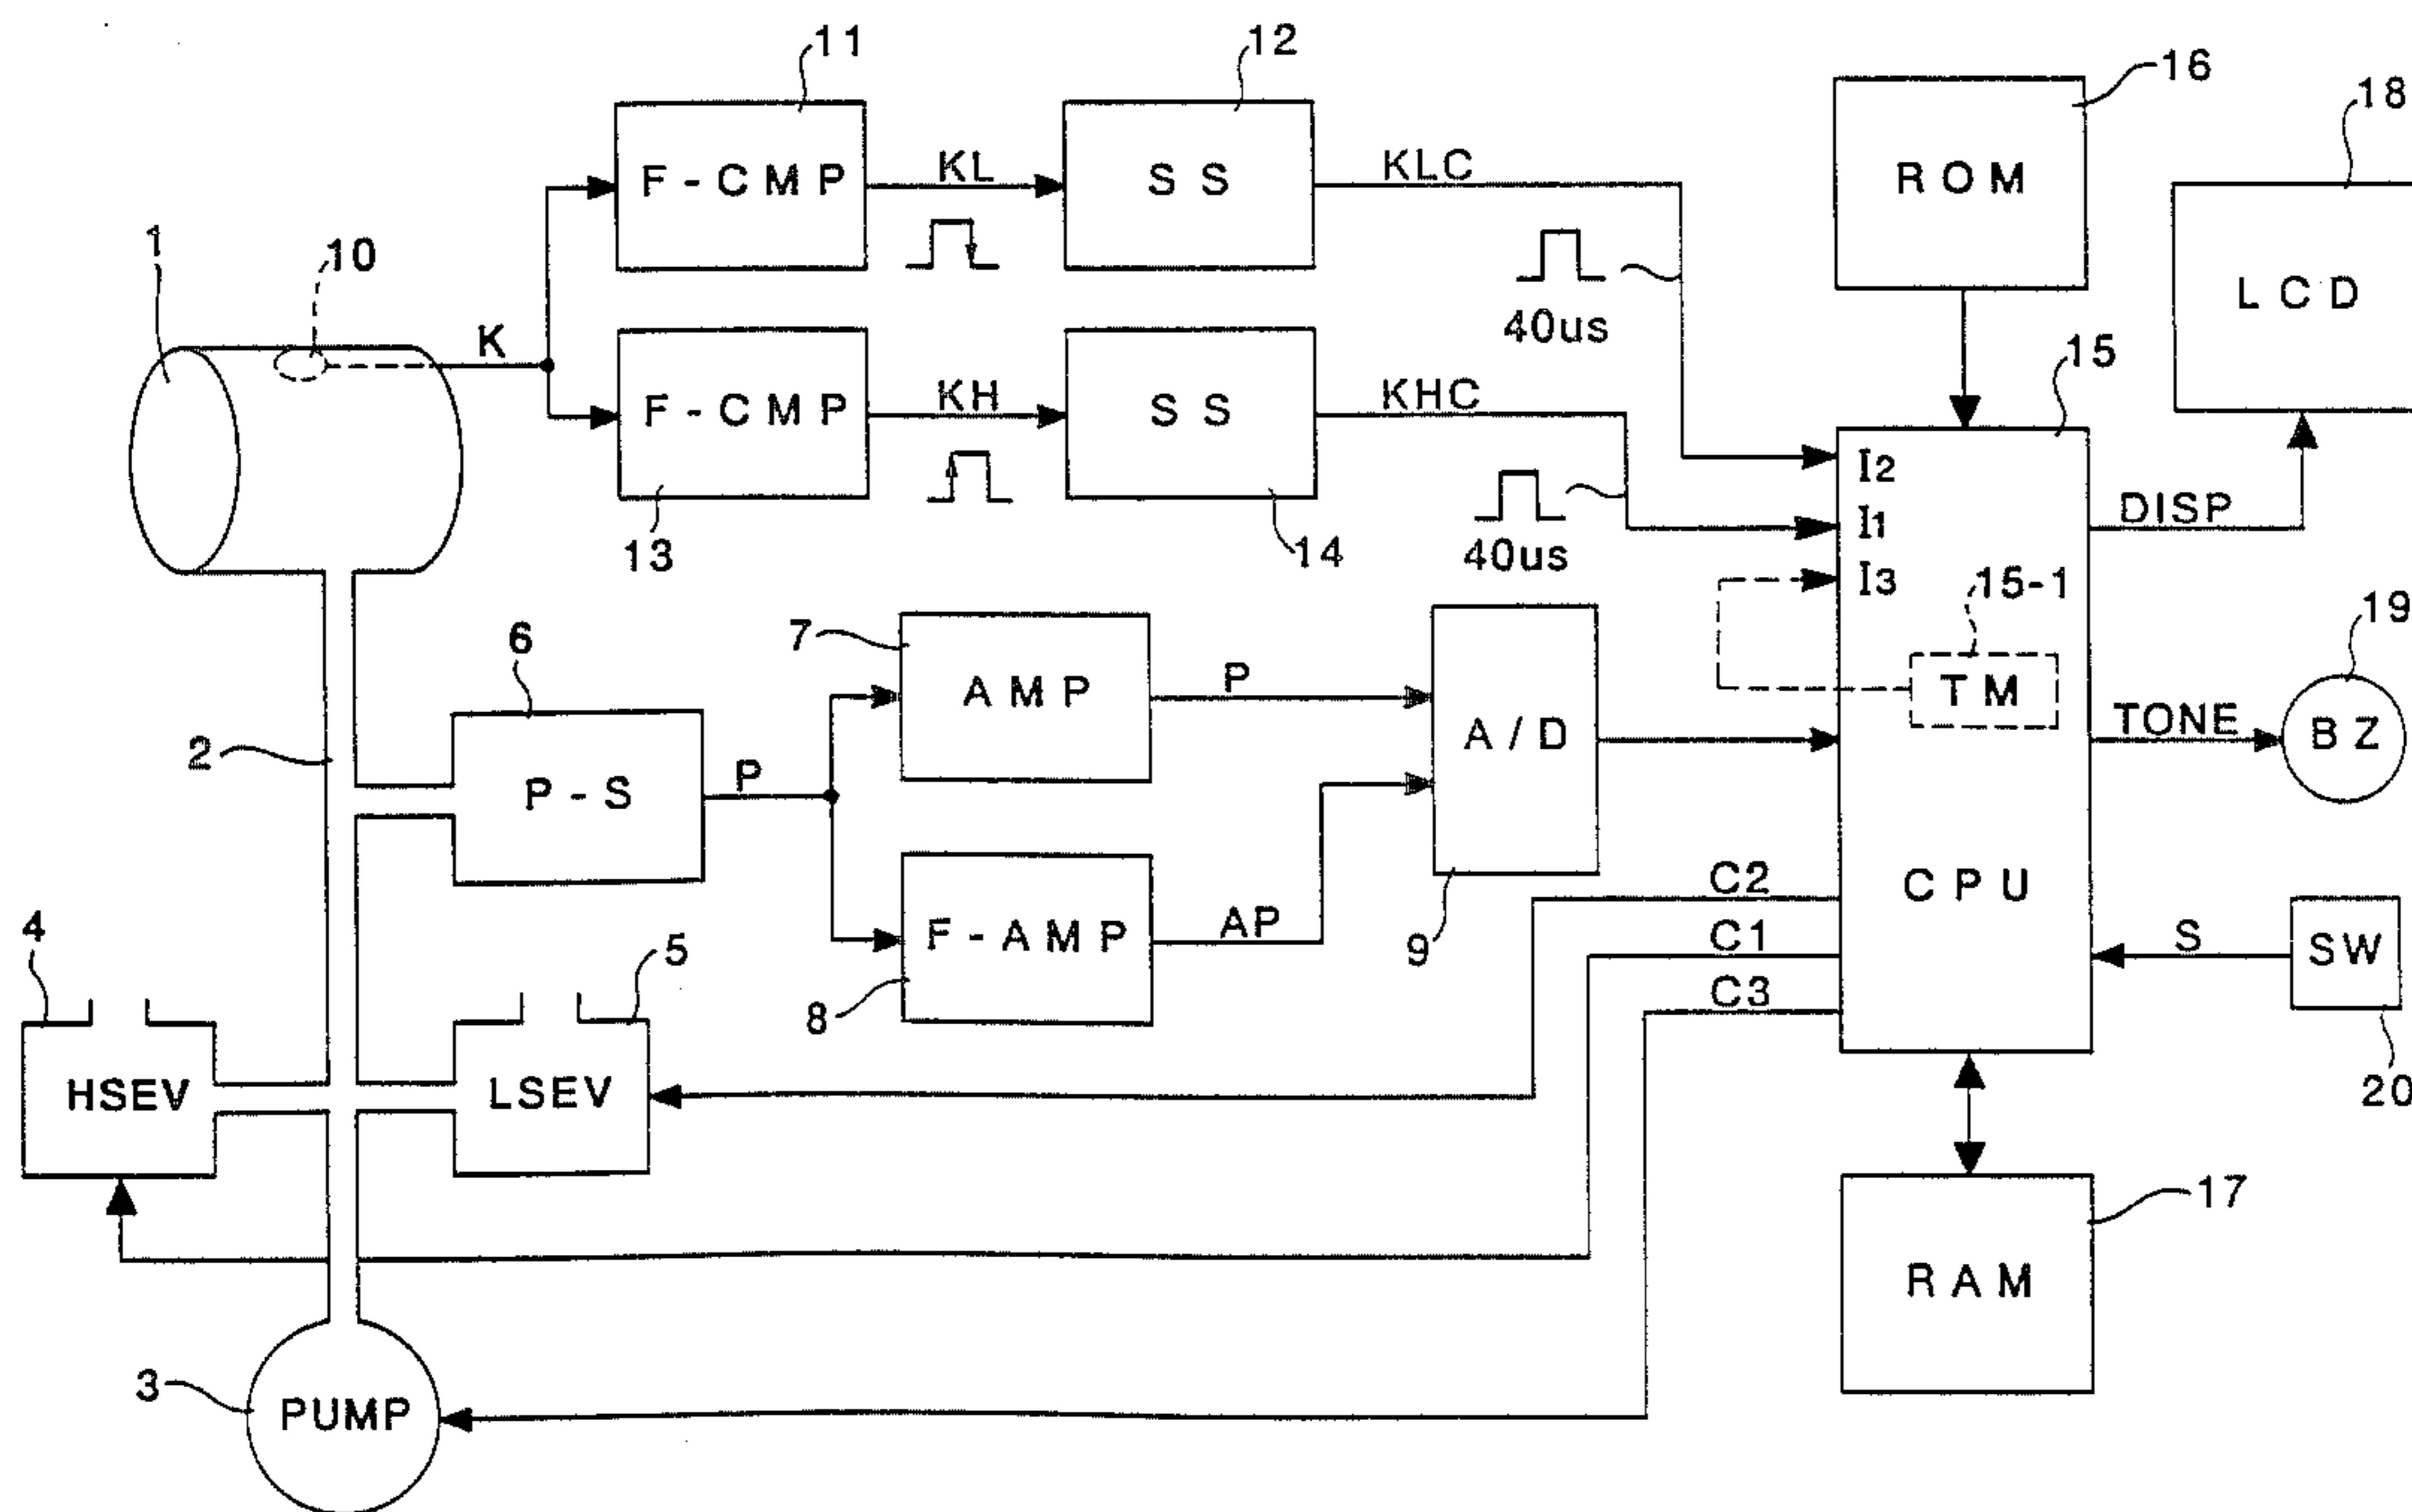 11
12
16
18
F-CMP
KL
SS
KLC
ROM
LCD
1
10
K
40us
F-CMP
KH
SS
KHC
15
13
14
40us
I2
I1
I3
DISP
15-1
TM
19
6
7
AMP
P
A/D
TONE
BZ
2
P-S
P
F-AMP
AP
9
C2
C1
C3
CPU
S
SW
20
4
5
8
HSEV
LSEV
17
RAM
3
PUMP